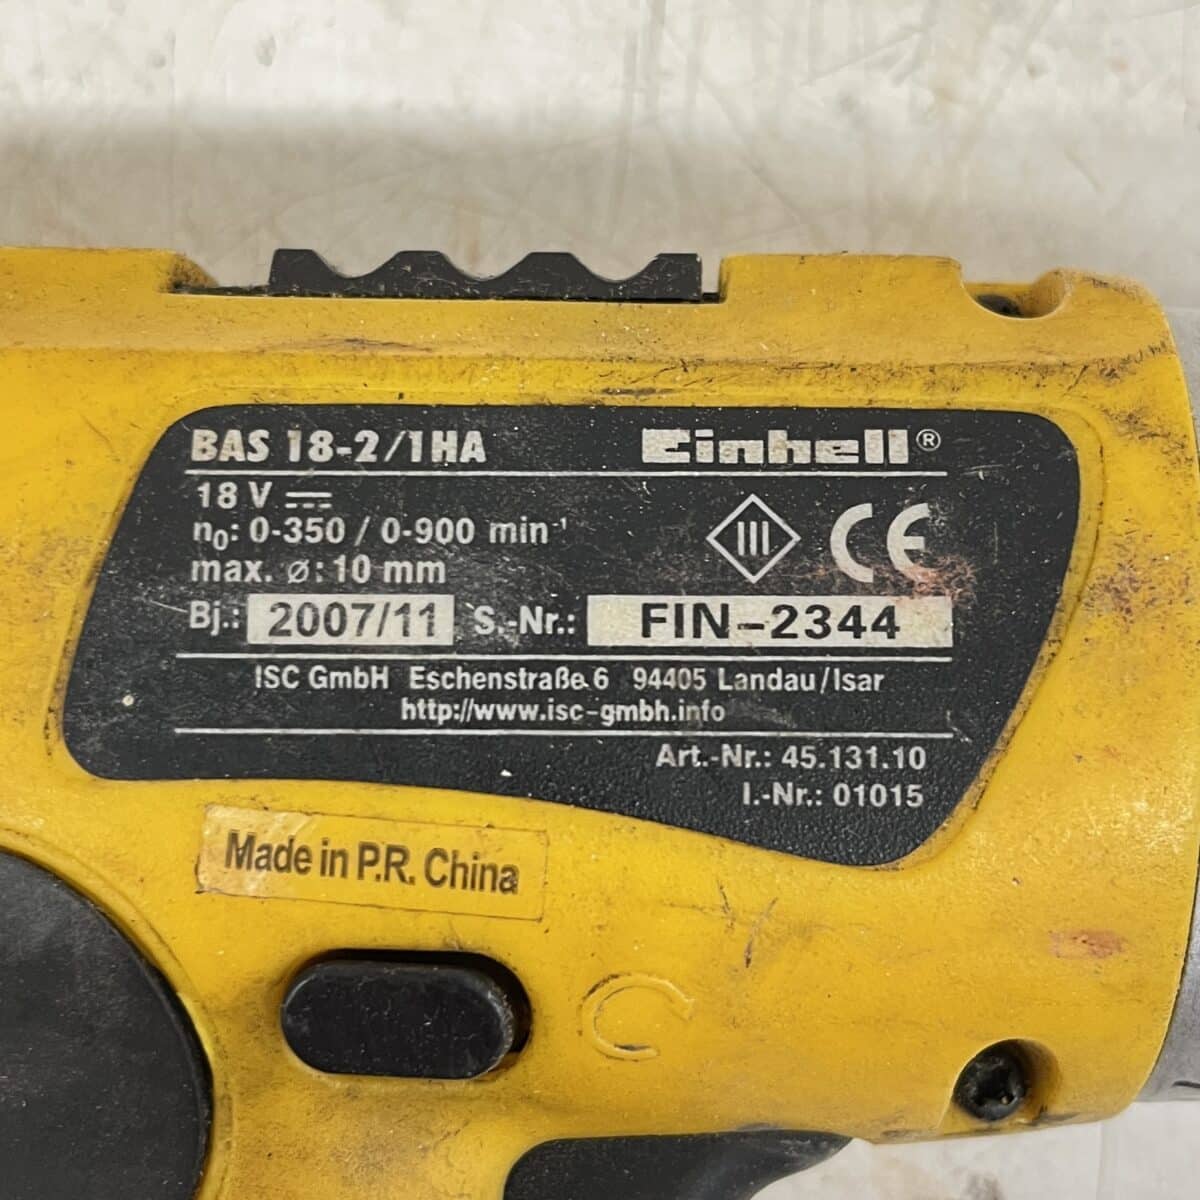 BAS 18-2/1HA Einhell®
18 V ⎓
n₀: 0-350 / 0-900 min⁻¹
III CE
max. ø: 10 mm
Bj.: 2007/11 S.-Nr.: FIN-2344
ISC GmbH Eschenstraße 6 94405 Landau/Isar
http://www.isc-gmbh.info
Art.-Nr.: 45.131.10
I.-Nr.: 01015
Made in P.R. China